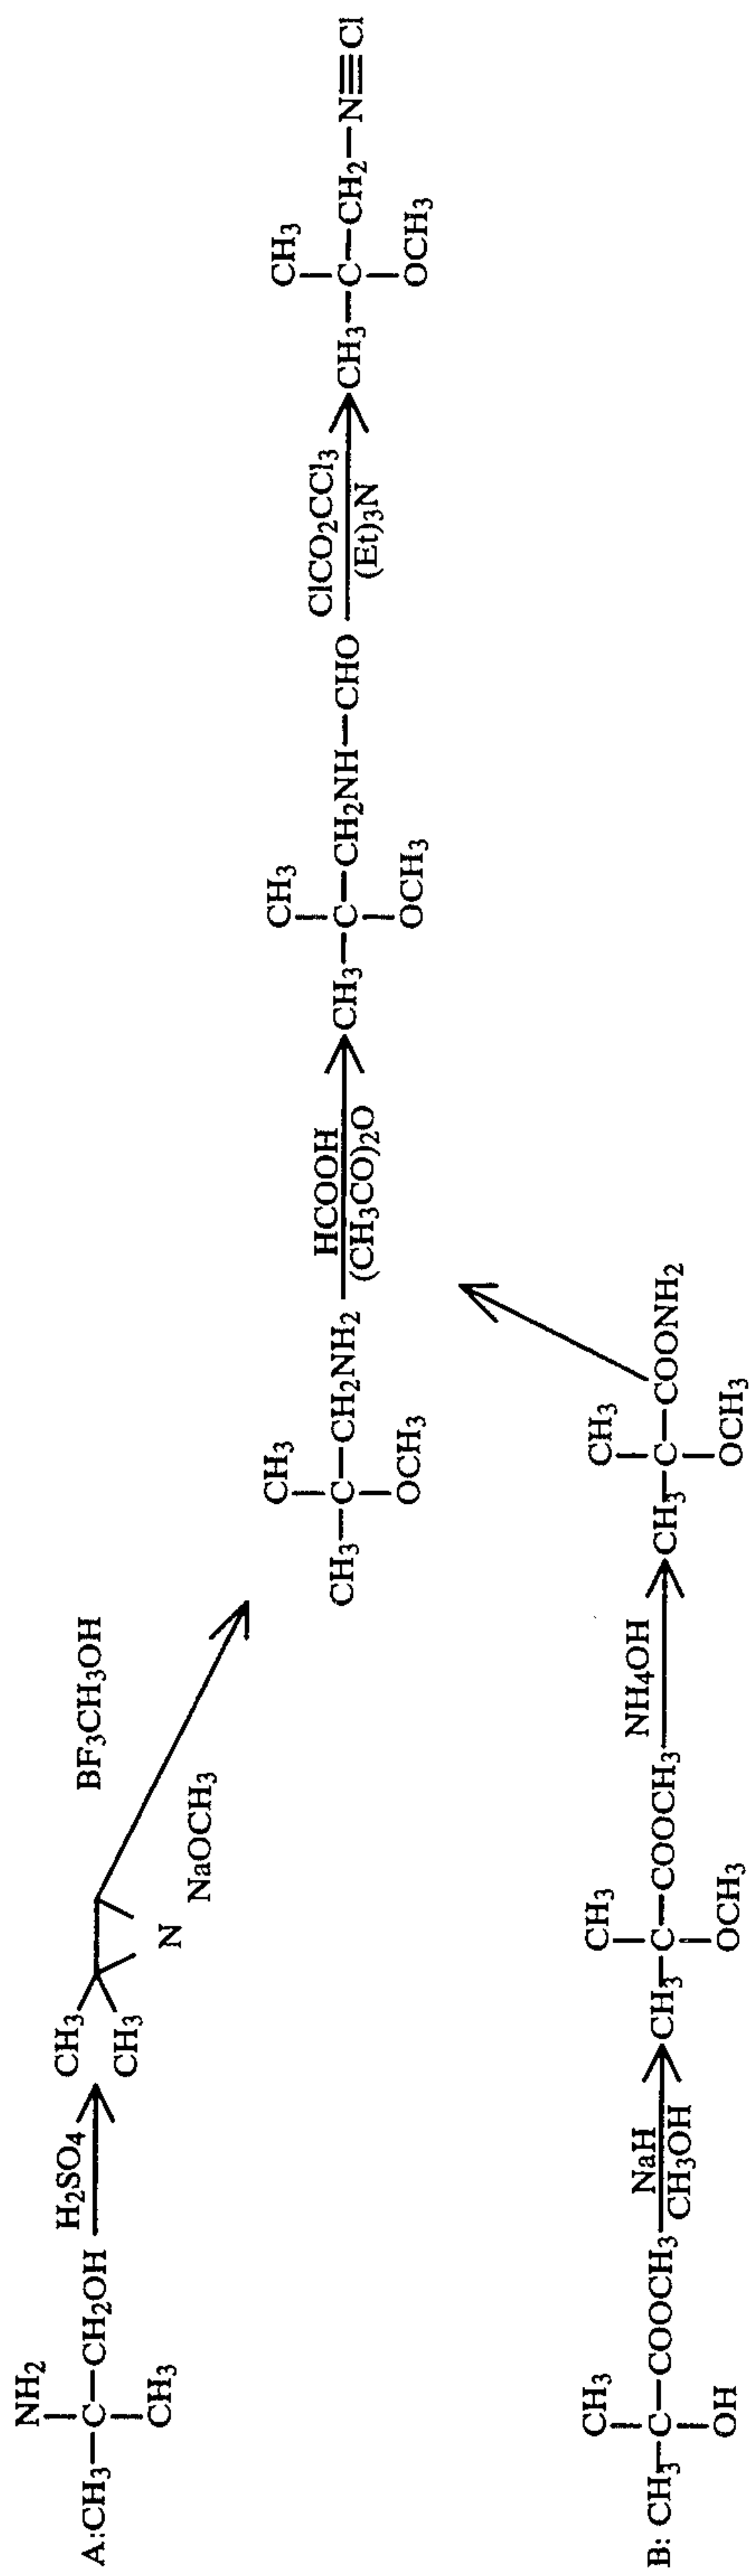 A: CH3-C-CH2OH
NH2
CH3
H2SO4
CH3
CH3
N
BF3CH3OH
NaOCH3
CH3
CH3-C-CH2NH2
OCH3
HCOOH
(CH3CO)2O
CH3
CH3-C-CH2NH-CHO
OCH3
ClCO2CCl3
(Et)3N
CH3
CH3-C-CH2-N≡Cl
OCH3
B: CH3-C-COOCH3
CH3
OH
NaH
CH3OH
CH3
CH3-C-COOCH3
OCH3
NH4OH
CH3
CH3-C-COONH2
OCH3